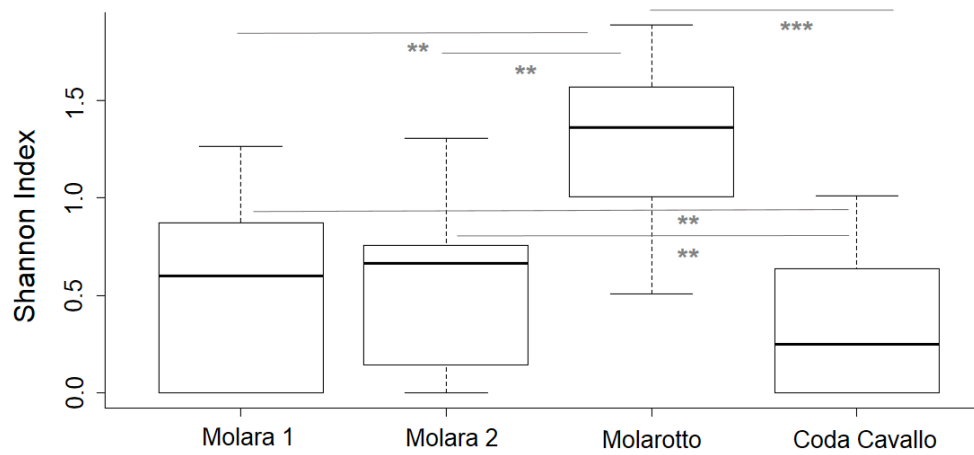 ***
**
**
1.5
1.0
0.5
0.0
Shannon Index
**
**
Molara 1
Molara 2
Molarotto
Coda Cavallo